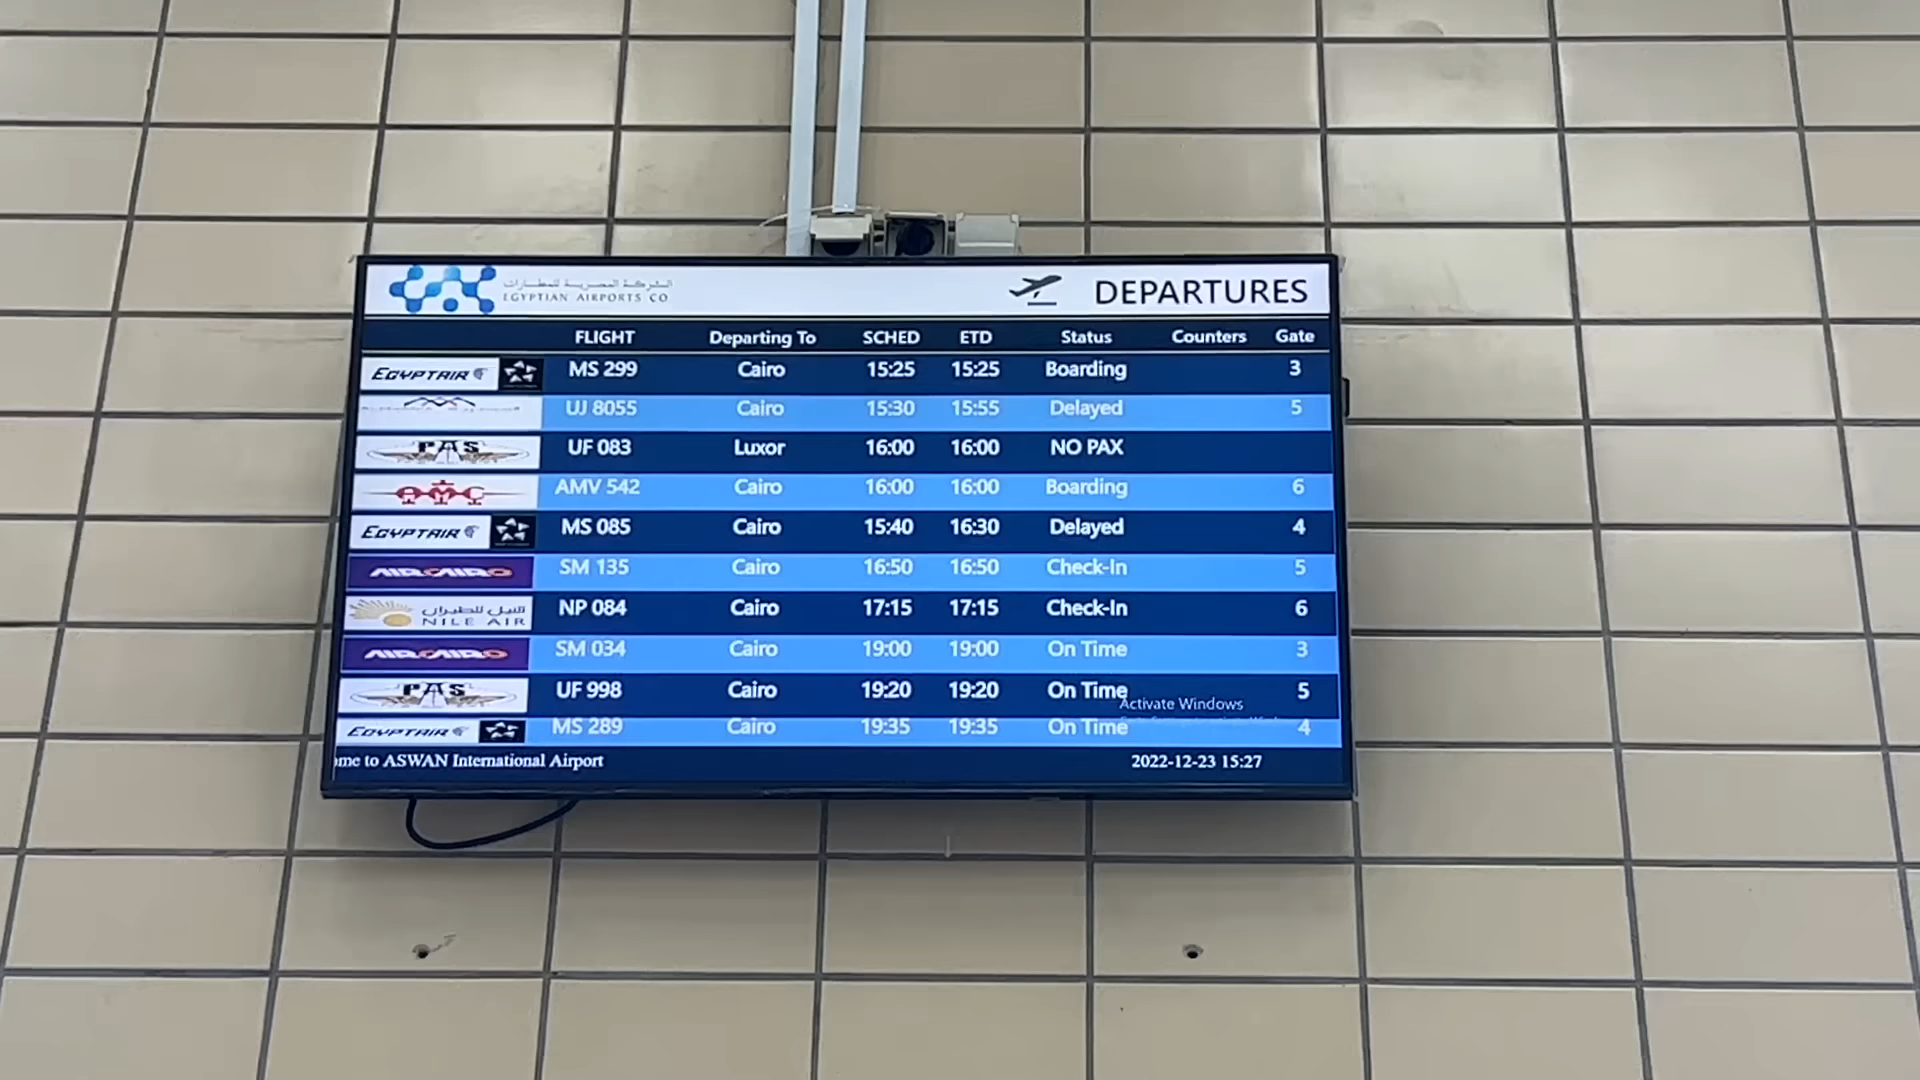 الشركة المصرية للمطارات
EGYPTIAN AIRPORTS CO
DEPARTURES
FLIGHT Departing To SCHED ETD Status Counters Gate
EGYPTAIR MS 299 Cairo 15:25 15:25 Boarding 3
UJ 8055 Cairo 15:30 15:55 Delayed 5
PAS UF 083 Luxor 16:00 16:00 NO PAX
AMC AMV 542 Cairo 16:00 16:00 Boarding 6
EGYPTAIR MS 085 Cairo 15:40 16:30 Delayed 4
AIRCAIRO SM 135 Cairo 16:50 16:50 Check-In 5
النيل للطيران
NILE AIR NP 084 Cairo 17:15 17:15 Check-In 6
AIRCAIRO SM 034 Cairo 19:00 19:00 On Time 3
PAS UF 998 Cairo 19:20 19:20 On Time 5
Activate Windows
EGYPTAIR MS 289 Cairo 19:35 19:35 On Time 4
ome to ASWAN International Airport 2022-12-23 15:27